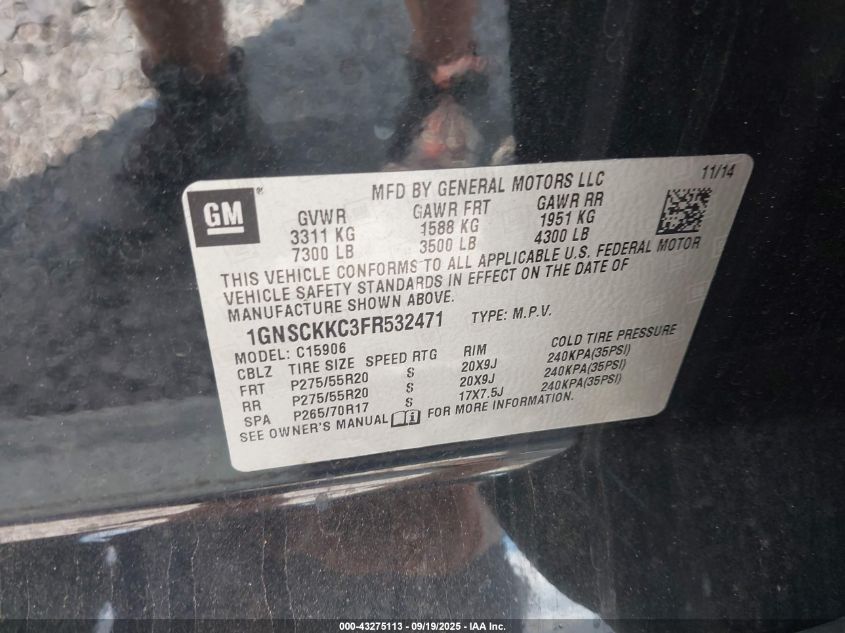 GM ®
MFD BY GENERAL MOTORS LLC 11/14
GVWR GAWR FRT GAWR RR
3311 KG 1588 KG 1951 KG
7300 LB 3500 LB 4300 LB
THIS VEHICLE CONFORMS TO ALL APPLICABLE U.S. FEDERAL MOTOR
VEHICLE SAFETY STANDARDS IN EFFECT ON THE DATE OF
MANUFACTURE SHOWN ABOVE.
1GNSCKKC3FR532471 TYPE: M.P.V.
MODEL: C15906
CBLZ TIRE SIZE SPEED RTG RIM COLD TIRE PRESSURE
FRT P275/55R20 S 20X9J 240KPA(35PSI)
RR P275/55R20 S 20X9J 240KPA(35PSI)
SPA P265/70R17 S 17X7.5J 240KPA(35PSI)
SEE OWNER'S MANUAL i FOR MORE INFORMATION.
000-43275113 - 09/19/2025 - IAA Inc.